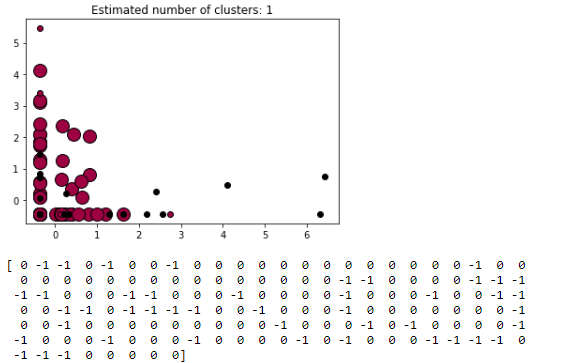 Estimated number of clusters: 1
5
4
3
2
1
0
0 1 2 3 4 5 6
[ 0 -1 -1 0 -1 0 0 -1 0 0 0 0 0 0 0 0 0 0 0 0 -1 0 0
0 0 0 0 0 0 0 0 0 0 0 0 0 0 -1 -1 0 0 0 0 -1 -1 -1
-1 -1 0 0 0 -1 -1 0 0 -1 0 0 0 0 -1 0 0 0 -1 0 0 -1 -1
0 0 -1 -1 0 -1 -1 -1 -1 0 -1 0 0 0 -1 0 0 0 0 0 0 0 -1
0 0 -1 0 0 0 0 0 0 0 0 -1 0 0 0 -1 0 -1 0 0 0 0 -1
-1 0 0 0 -1 -1 0 -1 0 0 0 0 0 -1 0 -1 0 0 -1 -1 -1 -1 0
-1 -1 -1 0 0 0 0 0]